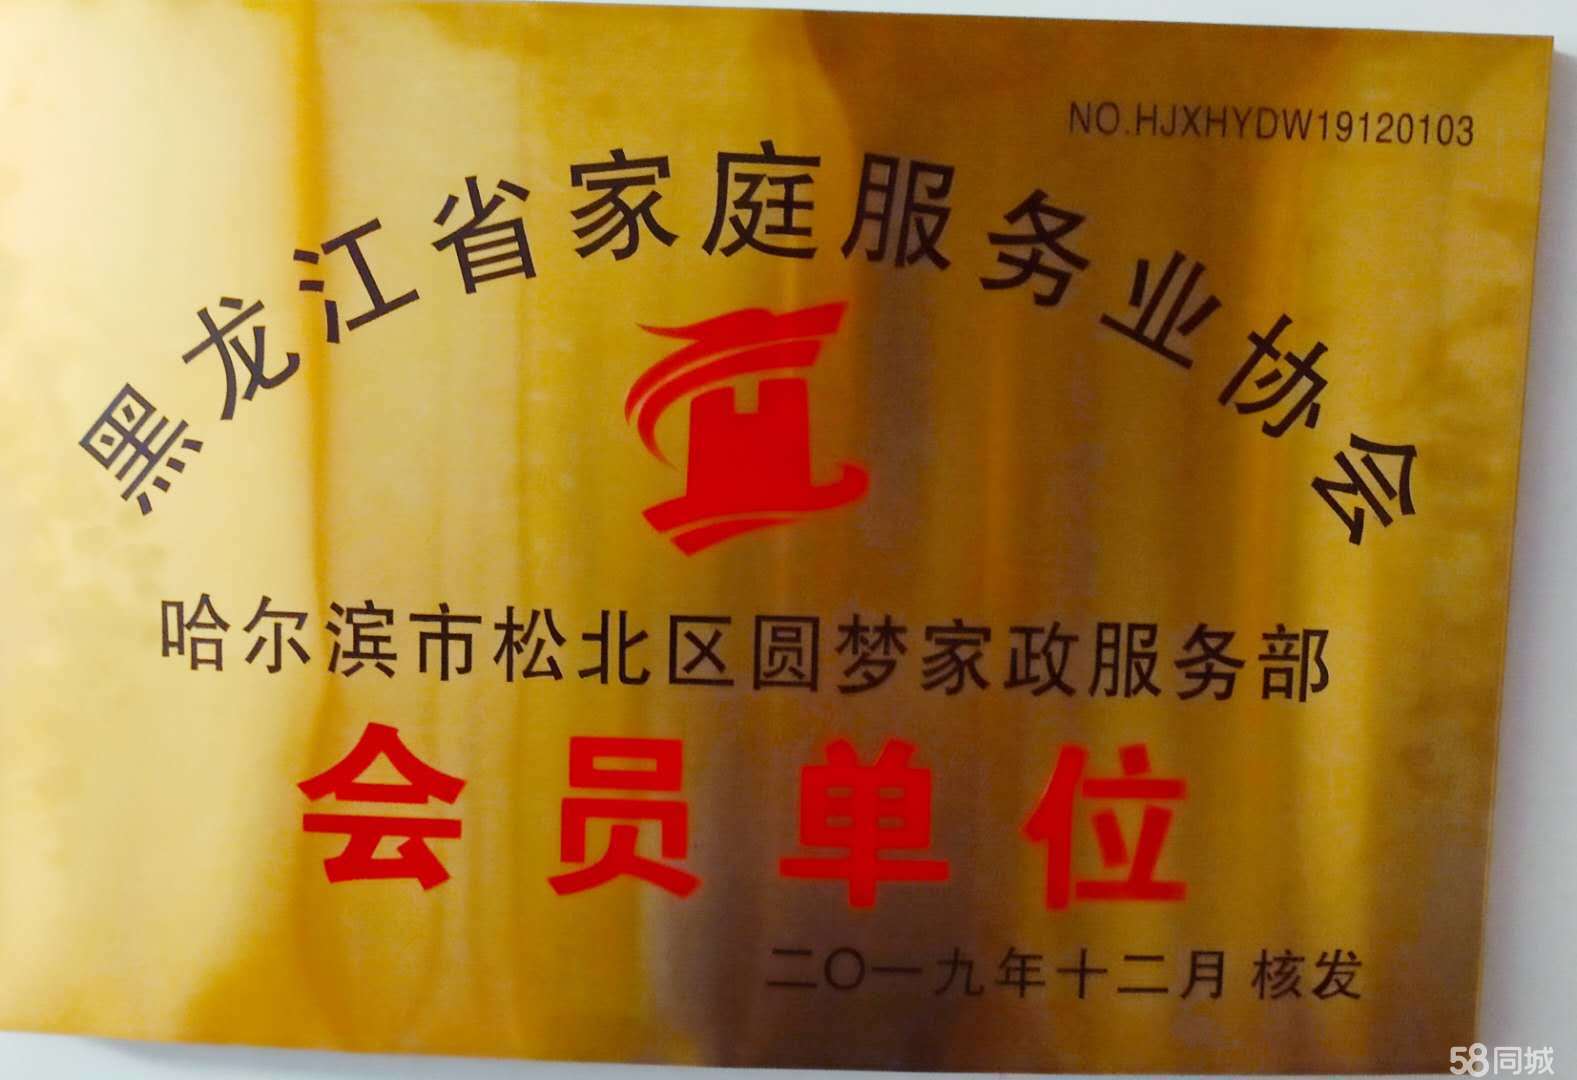 NO.HJXHYDW19120103
黑龙江省家庭服务业协会
哈尔滨市松北区圆梦家政服务部
会员单位
二〇一九年十二月 核发
58同城